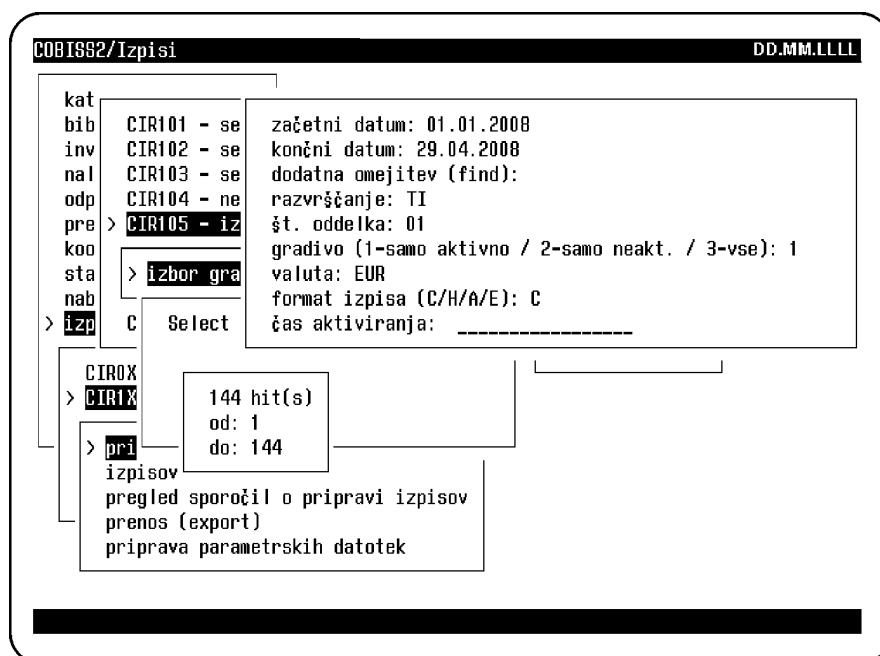 COBISS2/Izpisi DD.MM.LLLL
kat
bib CIR101 - se začetni datum: 01.01.2008
inv CIR102 - se končni datum: 29.04.2008
nal CIR103 - se dodatna omejitev (find):
odp CIR104 - ne razvrščanje: TI
pre > CIR105 - iz št. oddelka: 01
koo gradivo (1-samo aktivno / 2-samo neakt. / 3-vse): 1
sta > izbor gra valuta: EUR
nab format izpisa (C/H/A/E): C
> izp C Select čas aktiviranja: _________________
CIR0X
> CIR1X 144 hit(s)
od: 1
> pri do: 144
izpisov
pregled sporočil o pripravi izpisov
prenos (export)
priprava parametrskih datotek